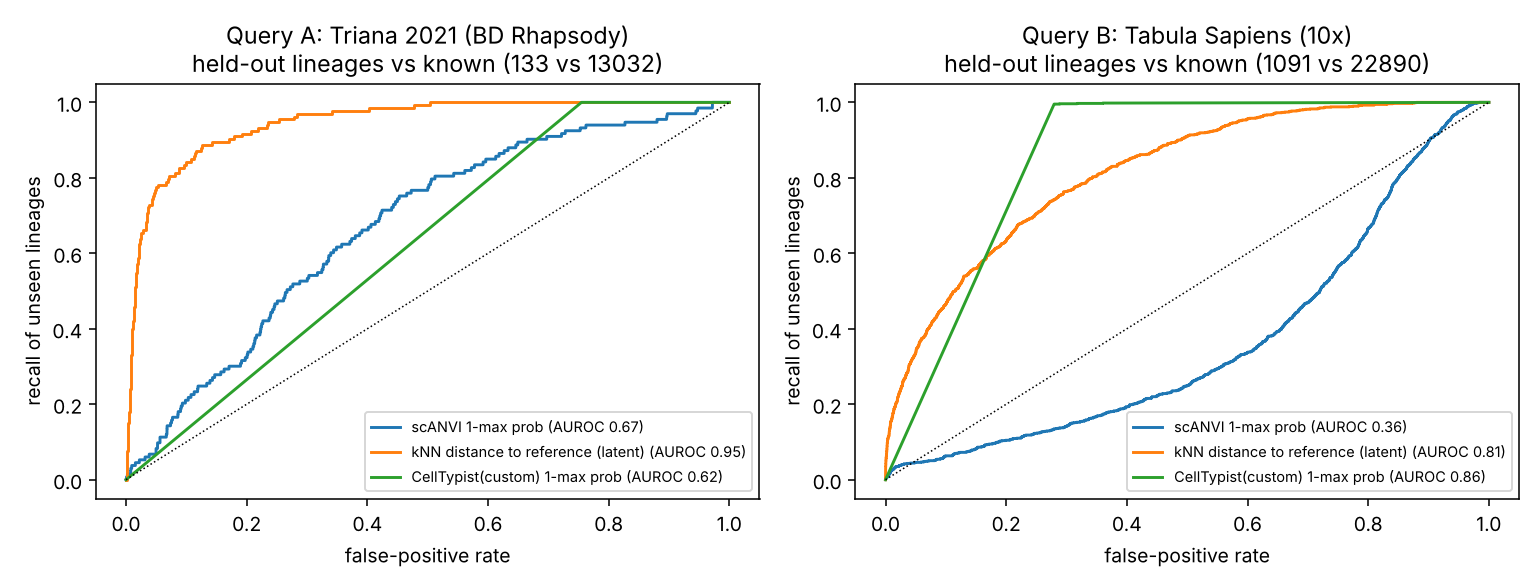 Query A: Triana 2021 (BD Rhapsody)
held-out lineages vs known (133 vs 13032)
recall of unseen lineages
1.0
0.8
0.6
0.4
0.2
0.0
scANVI 1-max prob (AUROC 0.67)
kNN distance to reference (latent) (AUROC 0.95)
CellTypist(custom) 1-max prob (AUROC 0.62)
0.0 0.2 0.4 0.6 0.8 1.0
false-positive rate
Query B: Tabula Sapiens (10x)
held-out lineages vs known (1091 vs 22890)
recall of unseen lineages
1.0
0.8
0.6
0.4
0.2
0.0
scANVI 1-max prob (AUROC 0.36)
kNN distance to reference (latent) (AUROC 0.81)
CellTypist(custom) 1-max prob (AUROC 0.86)
0.0 0.2 0.4 0.6 0.8 1.0
false-positive rate